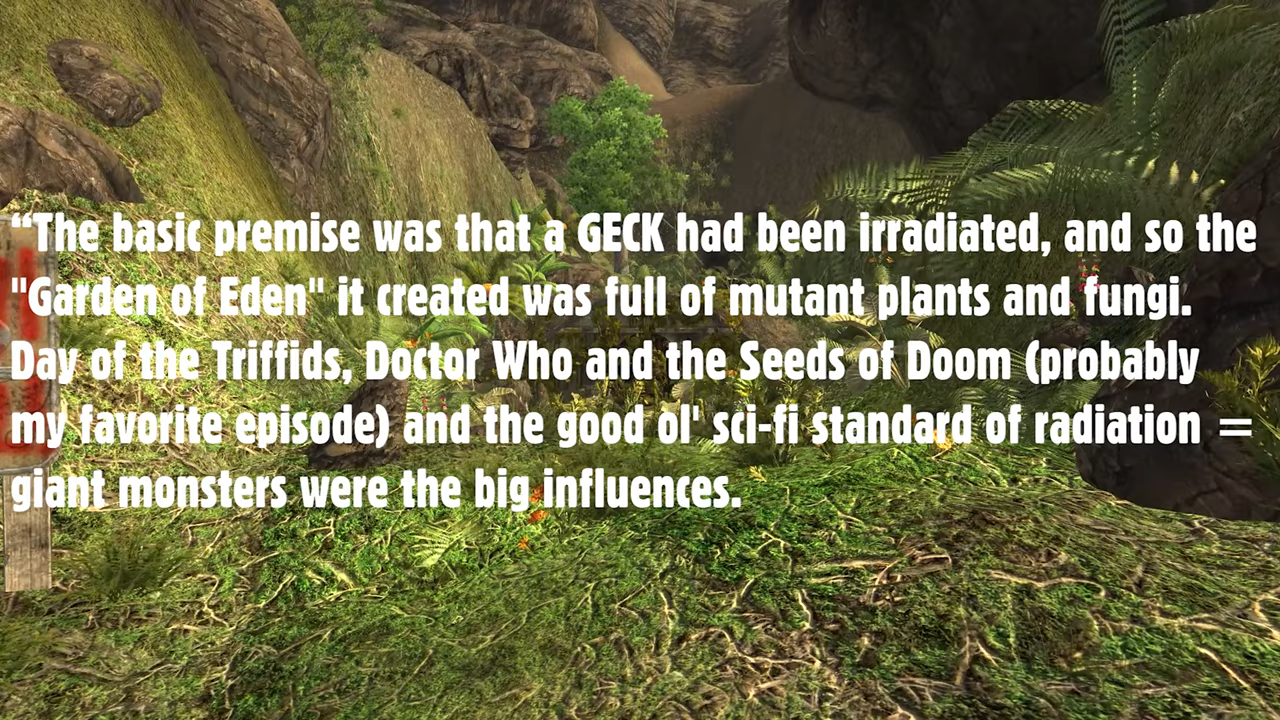 “The basic premise was that a GECK had been irradiated, and so the
"Garden of Eden" it created was full of mutant plants and fungi.
Day of the Triffids, Doctor Who and the Seeds of Doom (probably
my favorite episode) and the good ol' sci-fi standard of radiation =
giant monsters were the big influences.